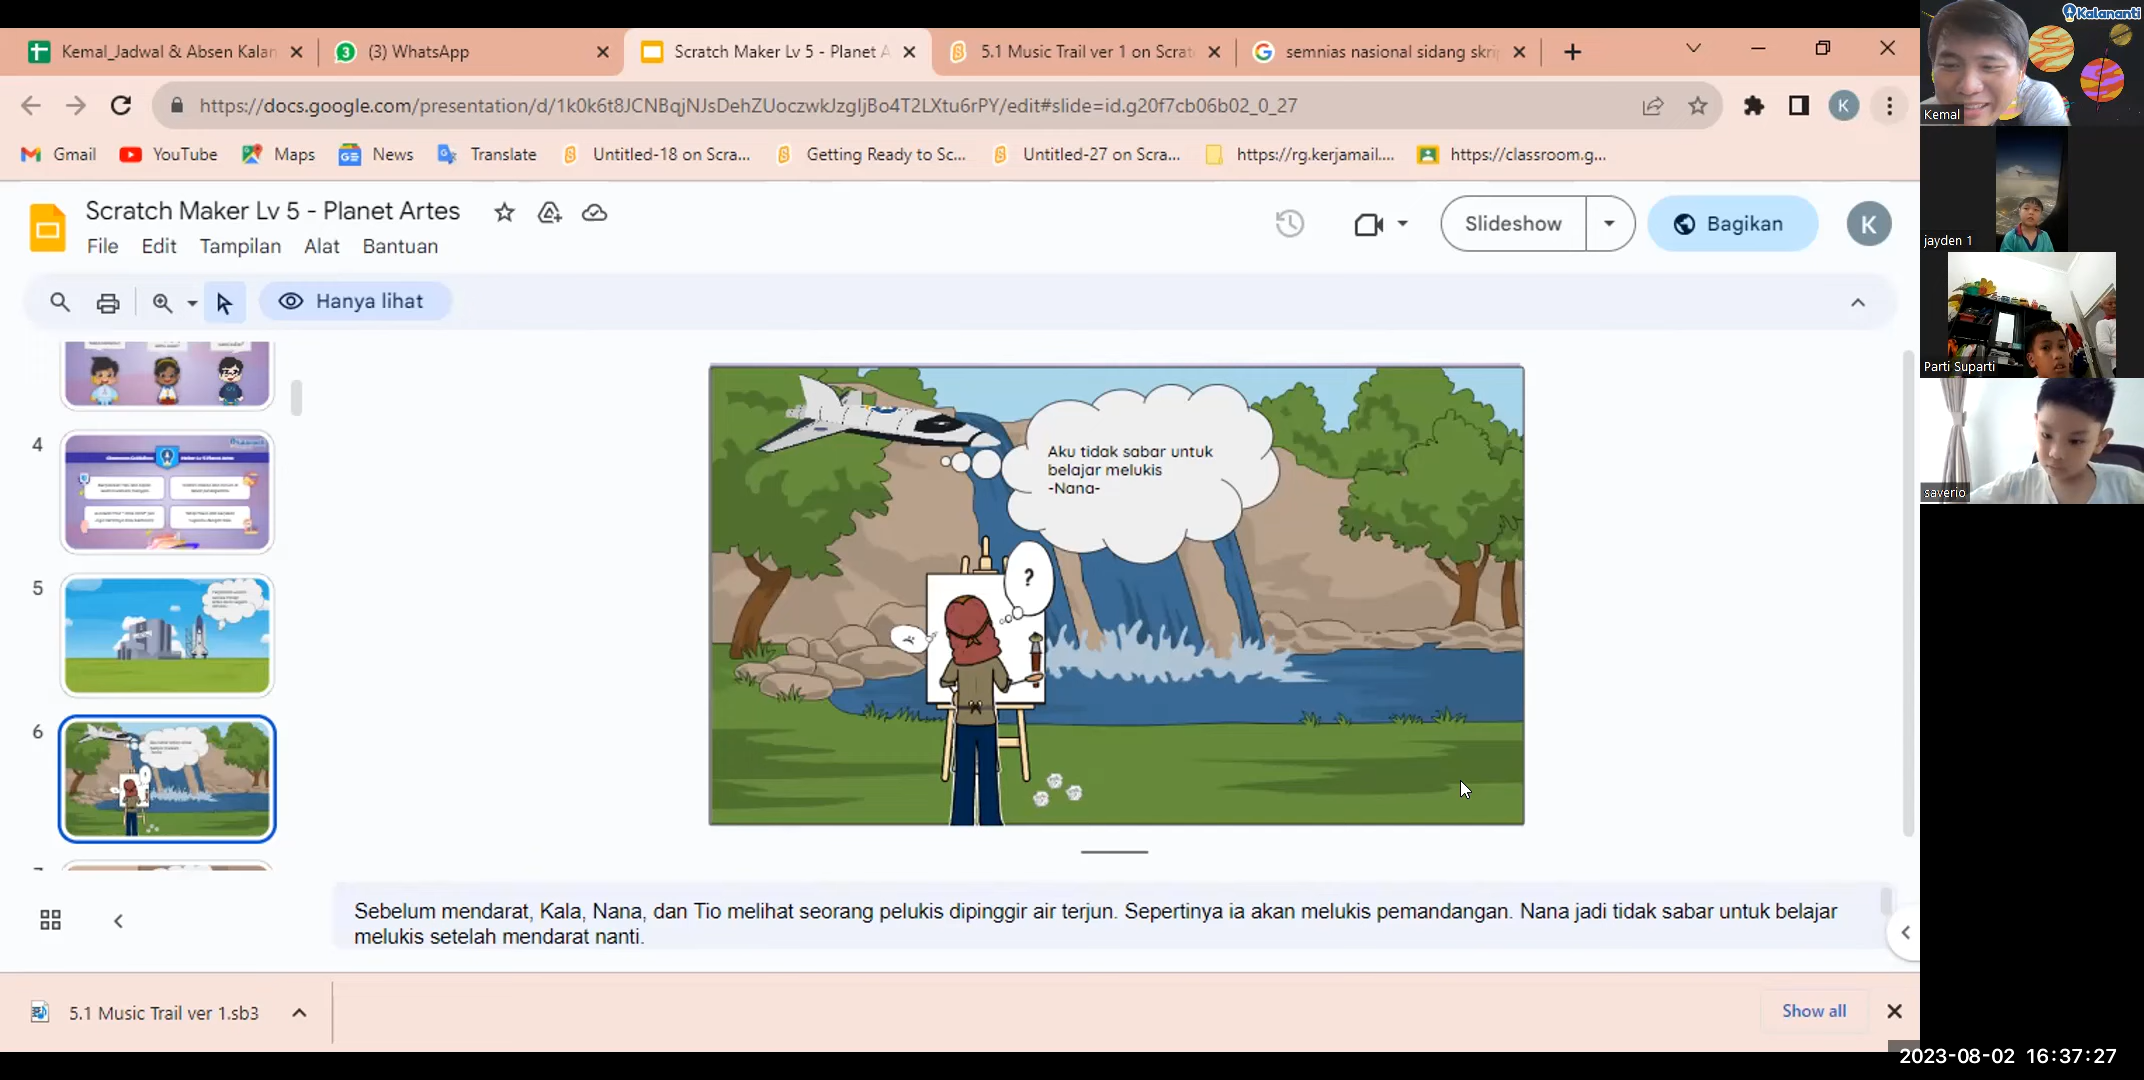 Kemal_Jadwal & Absen Kalan
(3) WhatsApp
Scratch Maker Lv 5 - Planet A
5.1 Music Trail ver 1 on Scrat
semnias nasional sidang skri
https://docs.google.com/presentation/d/1k0k6t8JCNBqjNJsDehZUoczwkJzgIjBo4T2LXtu6rPY/edit#slide=id.g20f7cb06b02_0_27
K
Gmail
YouTube
Maps
News
Translate
Untitled-18 on Scra...
Getting Ready to Sc...
Untitled-27 on Scra...
https://rg.kerjamail....
https://classroom.g...
Scratch Maker Lv 5 - Planet Artes
File Edit Tampilan Alat Bantuan
Slideshow
Bagikan
K
Hanya lihat
4
5
6
Aku tidak sabar untuk
belajar melukis
-Nana-
?
Sebelum mendarat, Kala, Nana, dan Tio melihat seorang pelukis dipinggir air terjun. Sepertinya ia akan melukis pemandangan. Nana jadi tidak sabar untuk belajar
melukis setelah mendarat nanti.
5.1 Music Trail ver 1.sb3
Show all
Kalananti
Kemal
jayden 1
Parti Suparti
saverio
2023-08-02 16:37:27